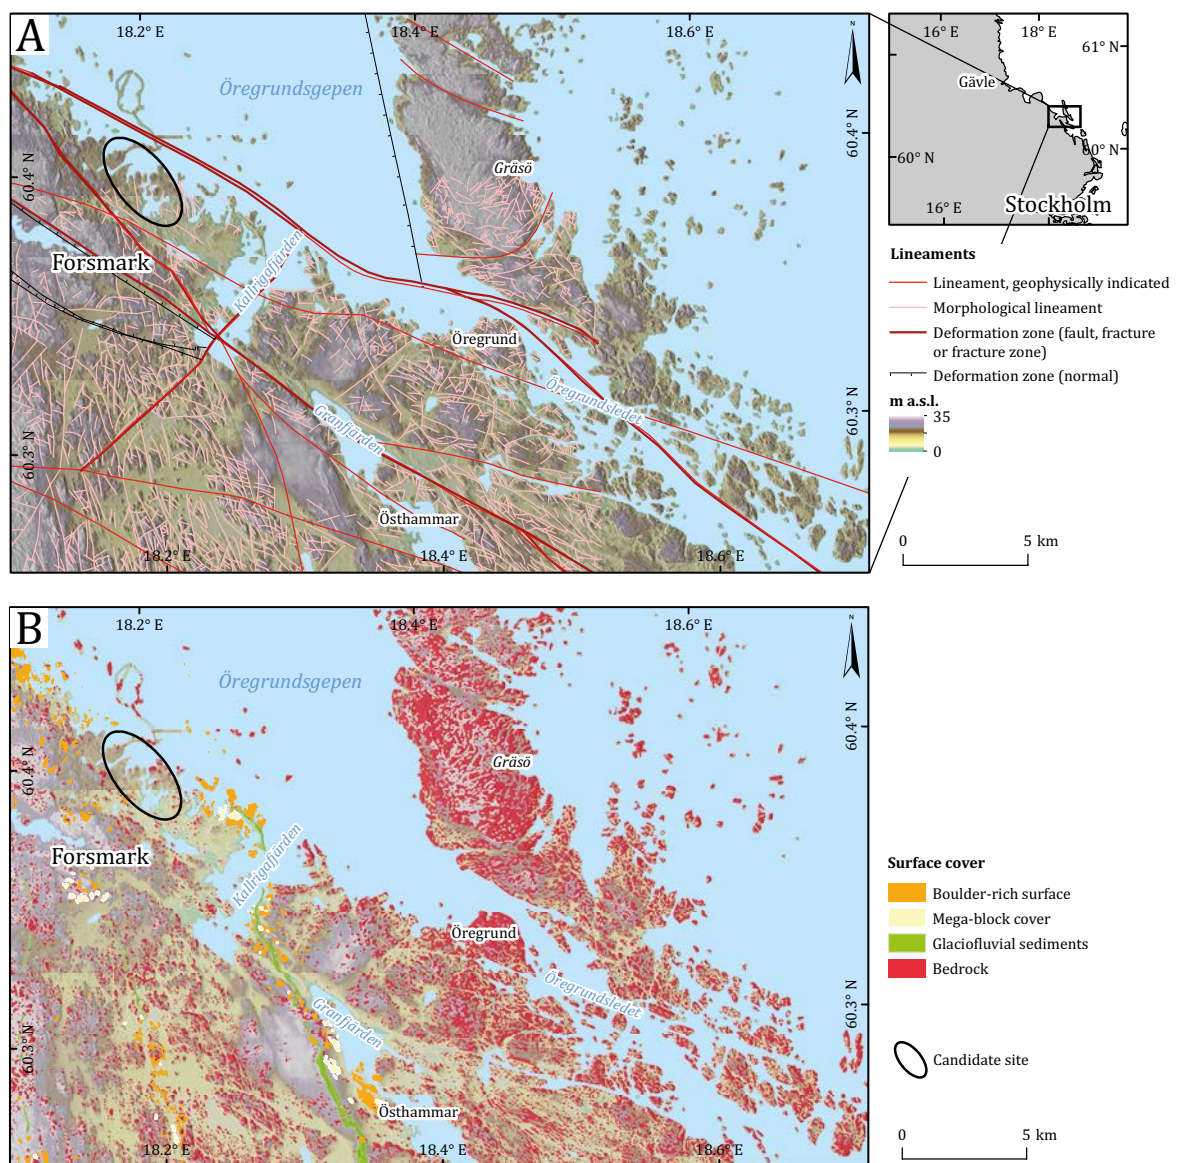 A
18.2° E
18.4° E
18.6° E
N
Öregrundsgepen
60.4° N
60.4° N
Gräsö
Forsmark
Kallrigafjärden
Öregrund
Öregrundsledet
Granfjärden
60.3° N
60.3° N
Östhammar
18.2° E
18.4° E
18.6° E
16° E
18° E
61° N
Gävle
60° N
60° N
Stockholm
16° E
Lineaments
Lineament, geophysically indicated
Morphological lineament
Deformation zone (fault, fracture
or fracture zone)
Deformation zone (normal)
m a.s.l.
35
0
0
5 km
B
18.2° E
18.4° E
18.6° E
N
Öregrundsgepen
60.4° N
60.4° N
Gräsö
Forsmark
Kallrigafjärden
Öregrund
Öregrundsledet
Granfjärden
60.3° N
60.3° N
Östhammar
18.2° E
18.4° E
18.6° E
Surface cover
Boulder-rich surface
Mega-block cover
Glaciofluvial sediments
Bedrock
Candidate site
0
5 km